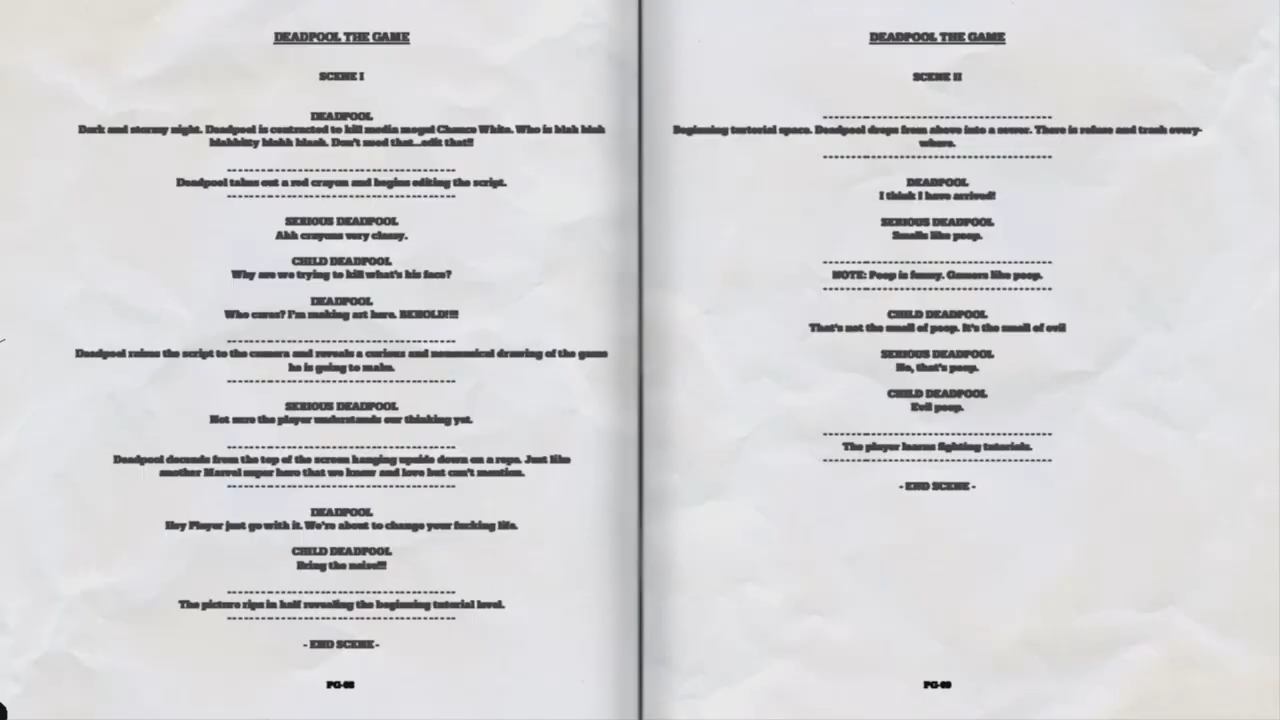 DEADPOOL THE GAME
SCENE I
DEADPOOL
Dark and stormy night. Deadpool is contracted to kill media mogul Chance White. Who is blah blah
blahbitty blahh blaah. Don't need that...edit that!!
Deadpool takes out a red crayon and begins editing the script.
SERIOUS DEADPOOL
Ahh crayons very classy.
CHILD DEADPOOL
Why are we trying to kill what's his face?
DEADPOOL
Who cares? I'm making art here. BEHOLD!!!!
Deadpool raises the script to the camera and reveals a curious and nonsensical drawing of the game
he is going to make.
SERIOUS DEADPOOL
Not sure the player understands our thinking yet.
Deadpool decends from the top of the screen hanging upside down on a rope. Just like
another Marvel super hero that we know and love but can't mention.
DEADPOOL
Hey Player just go with it. We're about to change your fucking life.
CHILD DEADPOOL
Bring the noise!!!
The picture rips in half revealing the beginning tutorial level.
- END SCENE -
PG-08
DEADPOOL THE GAME
SCENE II
Beginning tortorial space. Deadpool drops from above into a sewer. There is refuse and trash every-
where.
DEADPOOL
I think I have arrived!
SERIOUS DEADPOOL
Smells like poop.
NOTE: Poop is funny. Gamers like poop.
CHILD DEADPOOL
That's not the smell of poop. It's the smell of evil
SERIOUS DEADPOOL
No, that's poop.
CHILD DEADPOOL
Evil poop.
The player learns fighting tutorials.
- END SCENE -
PG-09